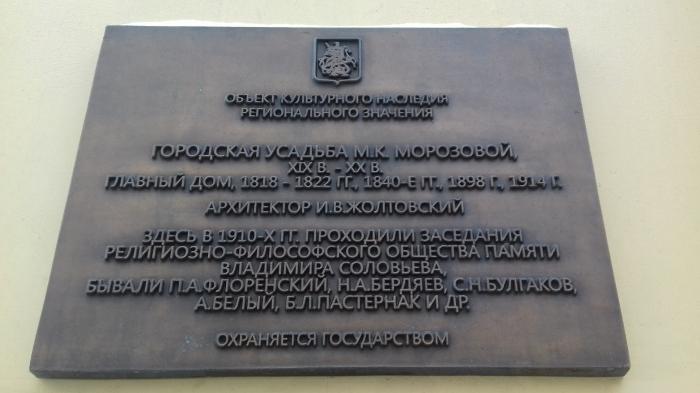 ОБЪЕКТ КУЛЬТУРНОГО НАСЛЕДИЯ
РЕГИОНАЛЬНОГО ЗНАЧЕНИЯ
ГОРОДСКАЯ УСАДЬБА М.К. МОРОЗОВОЙ,
XIX В. - XX В.
ГЛАВНЫЙ ДОМ, 1818 - 1822 ГГ., 1840-Е ГГ., 1898 Г., 1914 Г.
АРХИТЕКТОР И.В.ЖОЛТОВСКИЙ
ЗДЕСЬ В 1910-Х ГГ. ПРОХОДИЛИ ЗАСЕДАНИЯ
РЕЛИГИОЗНО-ФИЛОСОФСКОГО ОБЩЕСТВА ПАМЯТИ
ВЛАДИМИРА СОЛОВЬЕВА,
БЫВАЛИ П.А.ФЛОРЕНСКИЙ, Н.А.БЕРДЯЕВ, С.Н.БУЛГАКОВ,
А.БЕЛЫЙ, Б.Л.ПАСТЕРНАК И ДР.
ОХРАНЯЕТСЯ ГОСУДАРСТВОМ